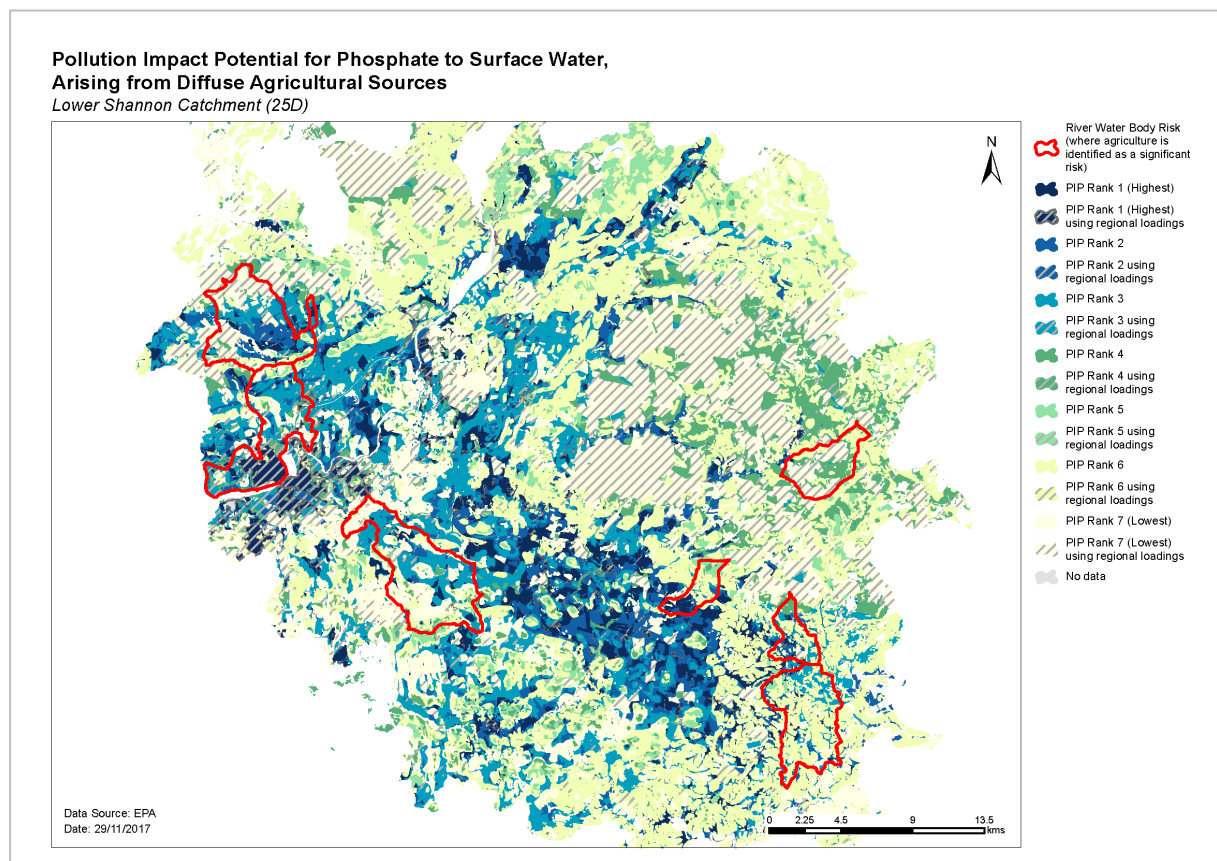 Pollution Impact Potential for Phosphate to Surface Water,
Arising from Diffuse Agricultural Sources
Lower Shannon Catchment (25D)
N
River Water Body Risk
(where agriculture is
identified as a significant
risk)
PIP Rank 1 (Highest)
PIP Rank 1 (Highest)
using regional loadings
PIP Rank 2
PIP Rank 2 using
regional loadings
PIP Rank 3
PIP Rank 3 using
regional loadings
PIP Rank 4
PIP Rank 4 using
regional loadings
PIP Rank 5
PIP Rank 5 using
regional loadings
PIP Rank 6
PIP Rank 6 using
regional loadings
PIP Rank 7 (Lowest)
PIP Rank 7 (Lowest)
using regional loadings
No data
Data Source: EPA
Date: 29/11/2017
0 2.25 4.5 9 13.5
kms